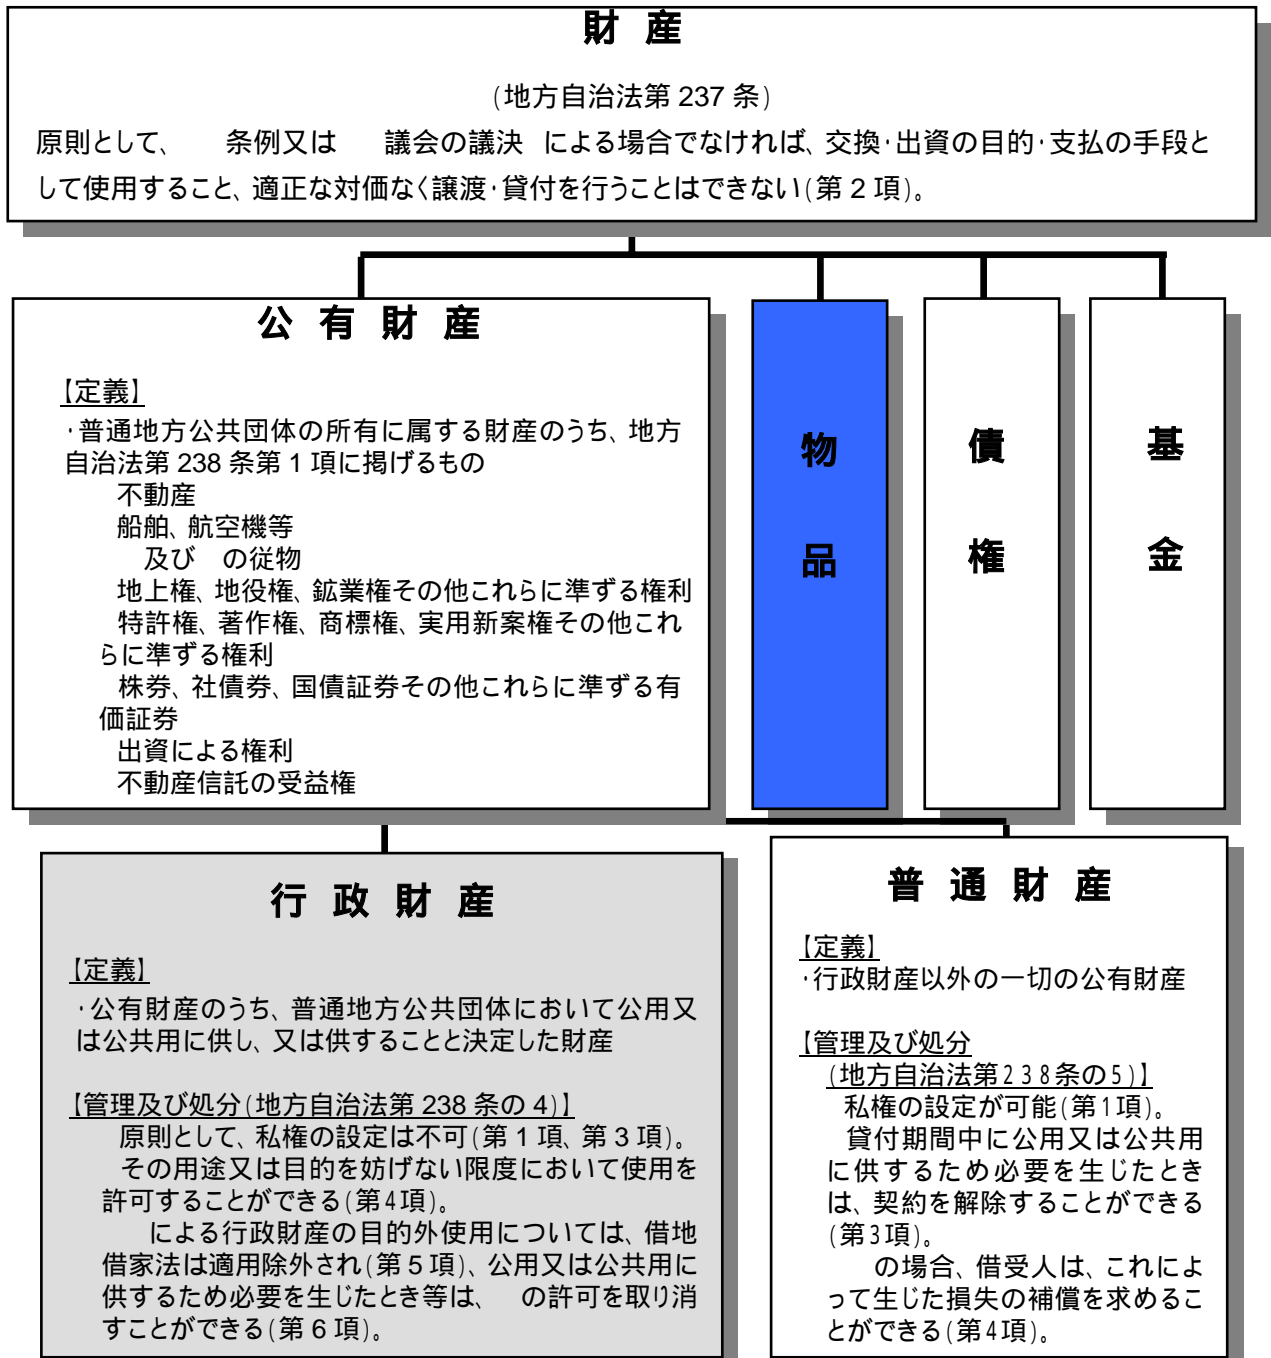 財 産
(地方自治法第 237 条)
原則として、 条例又は 議会の議決 による場合でなければ、交換・出資の目的・支払の手段と
して使用すること、適正な対価なく譲渡・貸付を行うことはできない(第 2 項)。
公 有 財 産
【定義】
・普通地方公共団体の所有に属する財産のうち、地方
自治法第 238 条第 1 項に掲げるもの
不動産
船舶、航空機等
及び の従物
地上権、地役権、鉱業権その他これらに準ずる権利
特許権、著作権、商標権、実用新案権その他これ
らに準ずる権利
株券、社債券、国債証券その他これらに準ずる有
価証券
出資による権利
不動産信託の受益権
物
品
債
権
基
金
行 政 財 産
【定義】
・公有財産のうち、普通地方公共団体において公用又
は公共用に供し、又は供することと決定した財産
【管理及び処分(地方自治法第 238 条の 4)】
原則として、私権の設定は不可(第 1 項、第 3 項)。
その用途又は目的を妨げない限度において使用を
許可することができる(第4項)。
による行政財産の目的外使用については、借地
借家法は適用除外され(第 5 項)、公用又は公共用に
供するため必要を生じたとき等は、 の許可を取り消
すことができる(第 6 項)。
普 通 財 産
【定義】
・行政財産以外の一切の公有財産
【管理及び処分
(地方自治法第238条の5)】
私権の設定が可能(第1項)。
貸付期間中に公用又は公共用
に供するため必要を生じたとき
は、契約を解除することができる
(第3項)。
の場合、借受人は、これによ
って生じた損失の補償を求めるこ
とができる(第4項)。